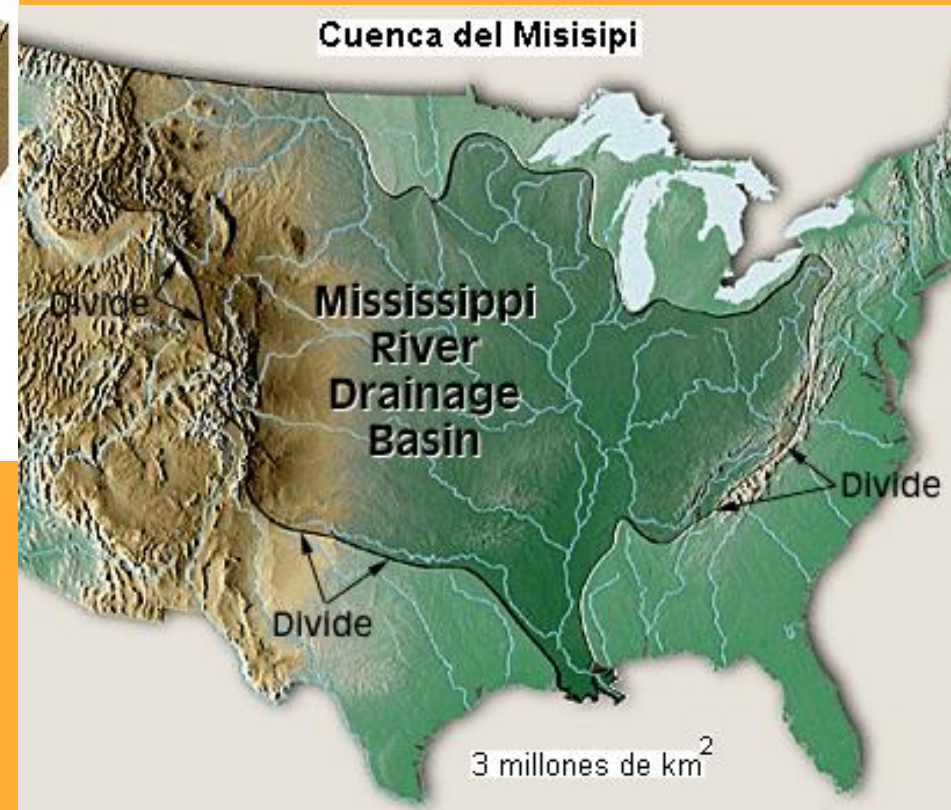 Cuenca del Misisipi
Divide
Mississippi
River
Drainage
Basin
Divide
Divide
3 millones de km²